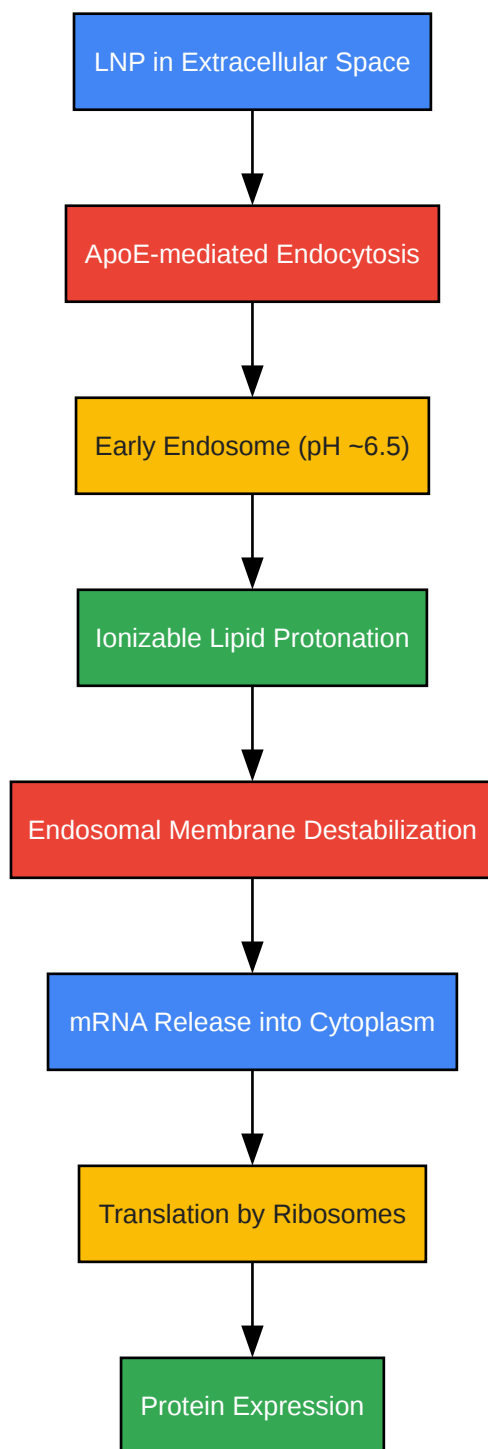 LNP in Extracellular Space
ApoE-mediated Endocytosis
Early Endosome (pH ~6.5)
Ionizable Lipid Protonation
Endosomal Membrane Destabilization
mRNA Release into Cytoplasm
Translation by Ribosomes
Protein Expression